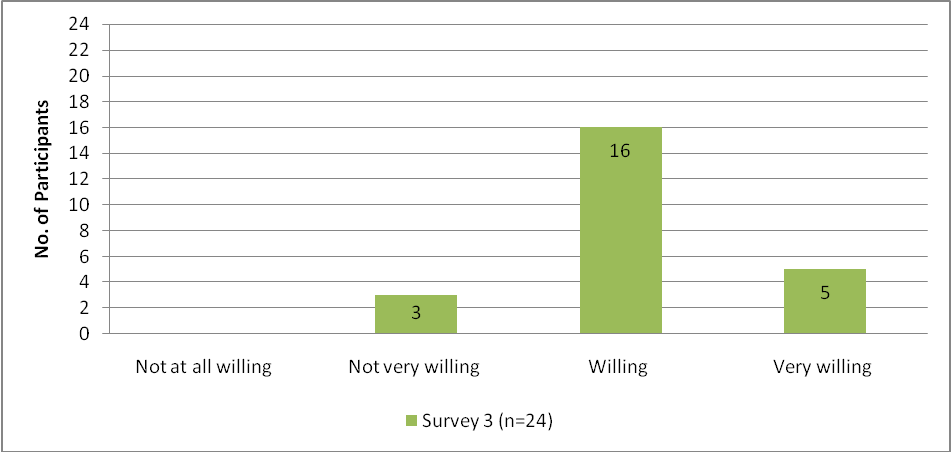 24
22
20
18
16
14
12
10
8
6
4
2
0
No. of Participants
3
16
5
Not at all willing
Not very willing
Willing
Very willing
Survey 3 (n=24)